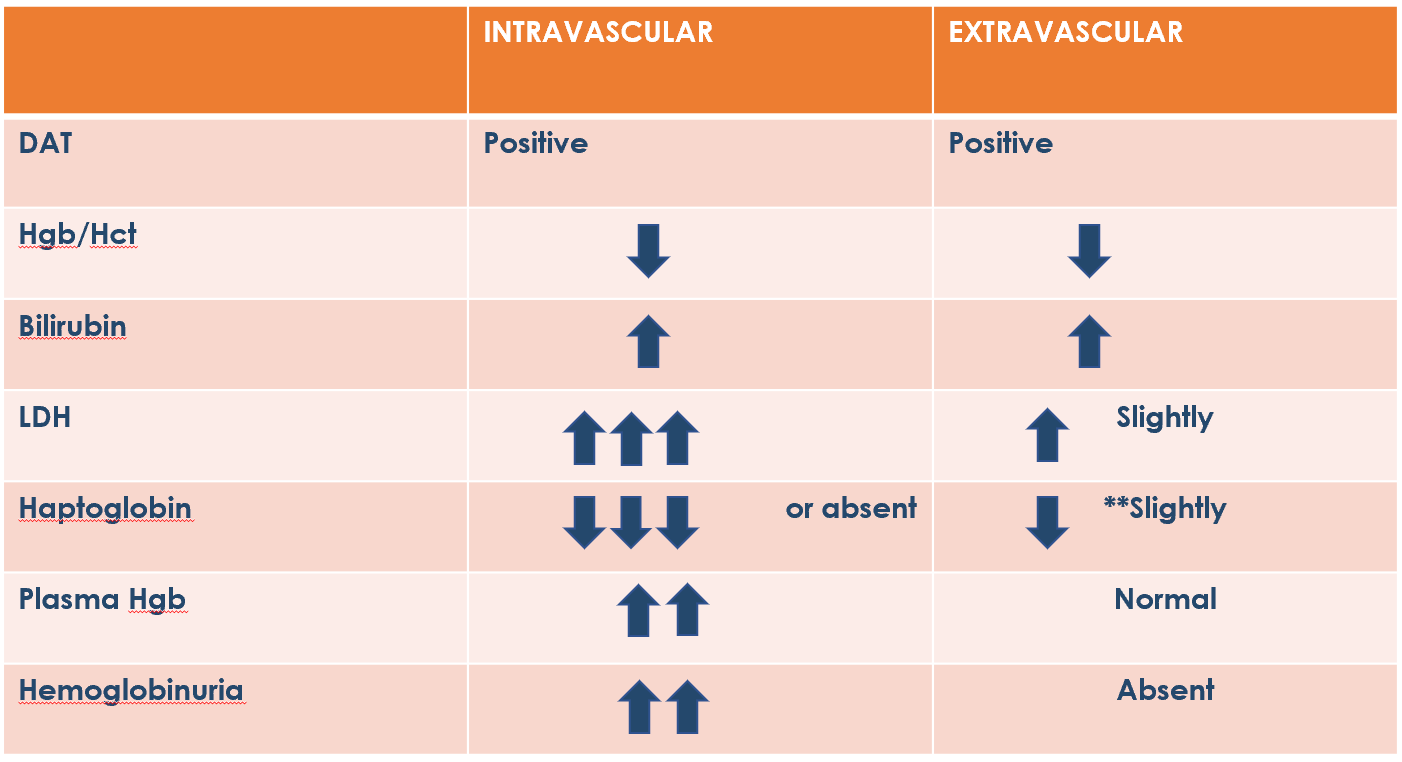 INTRAVASCULAR EXTRAVASCULAR
DAT Positive Positive
Hgb/Hct
Bilirubin
LDH Slightly
Haptoglobin or absent **Slightly
Plasma Hgb Normal
Hemoglobinuria Absent